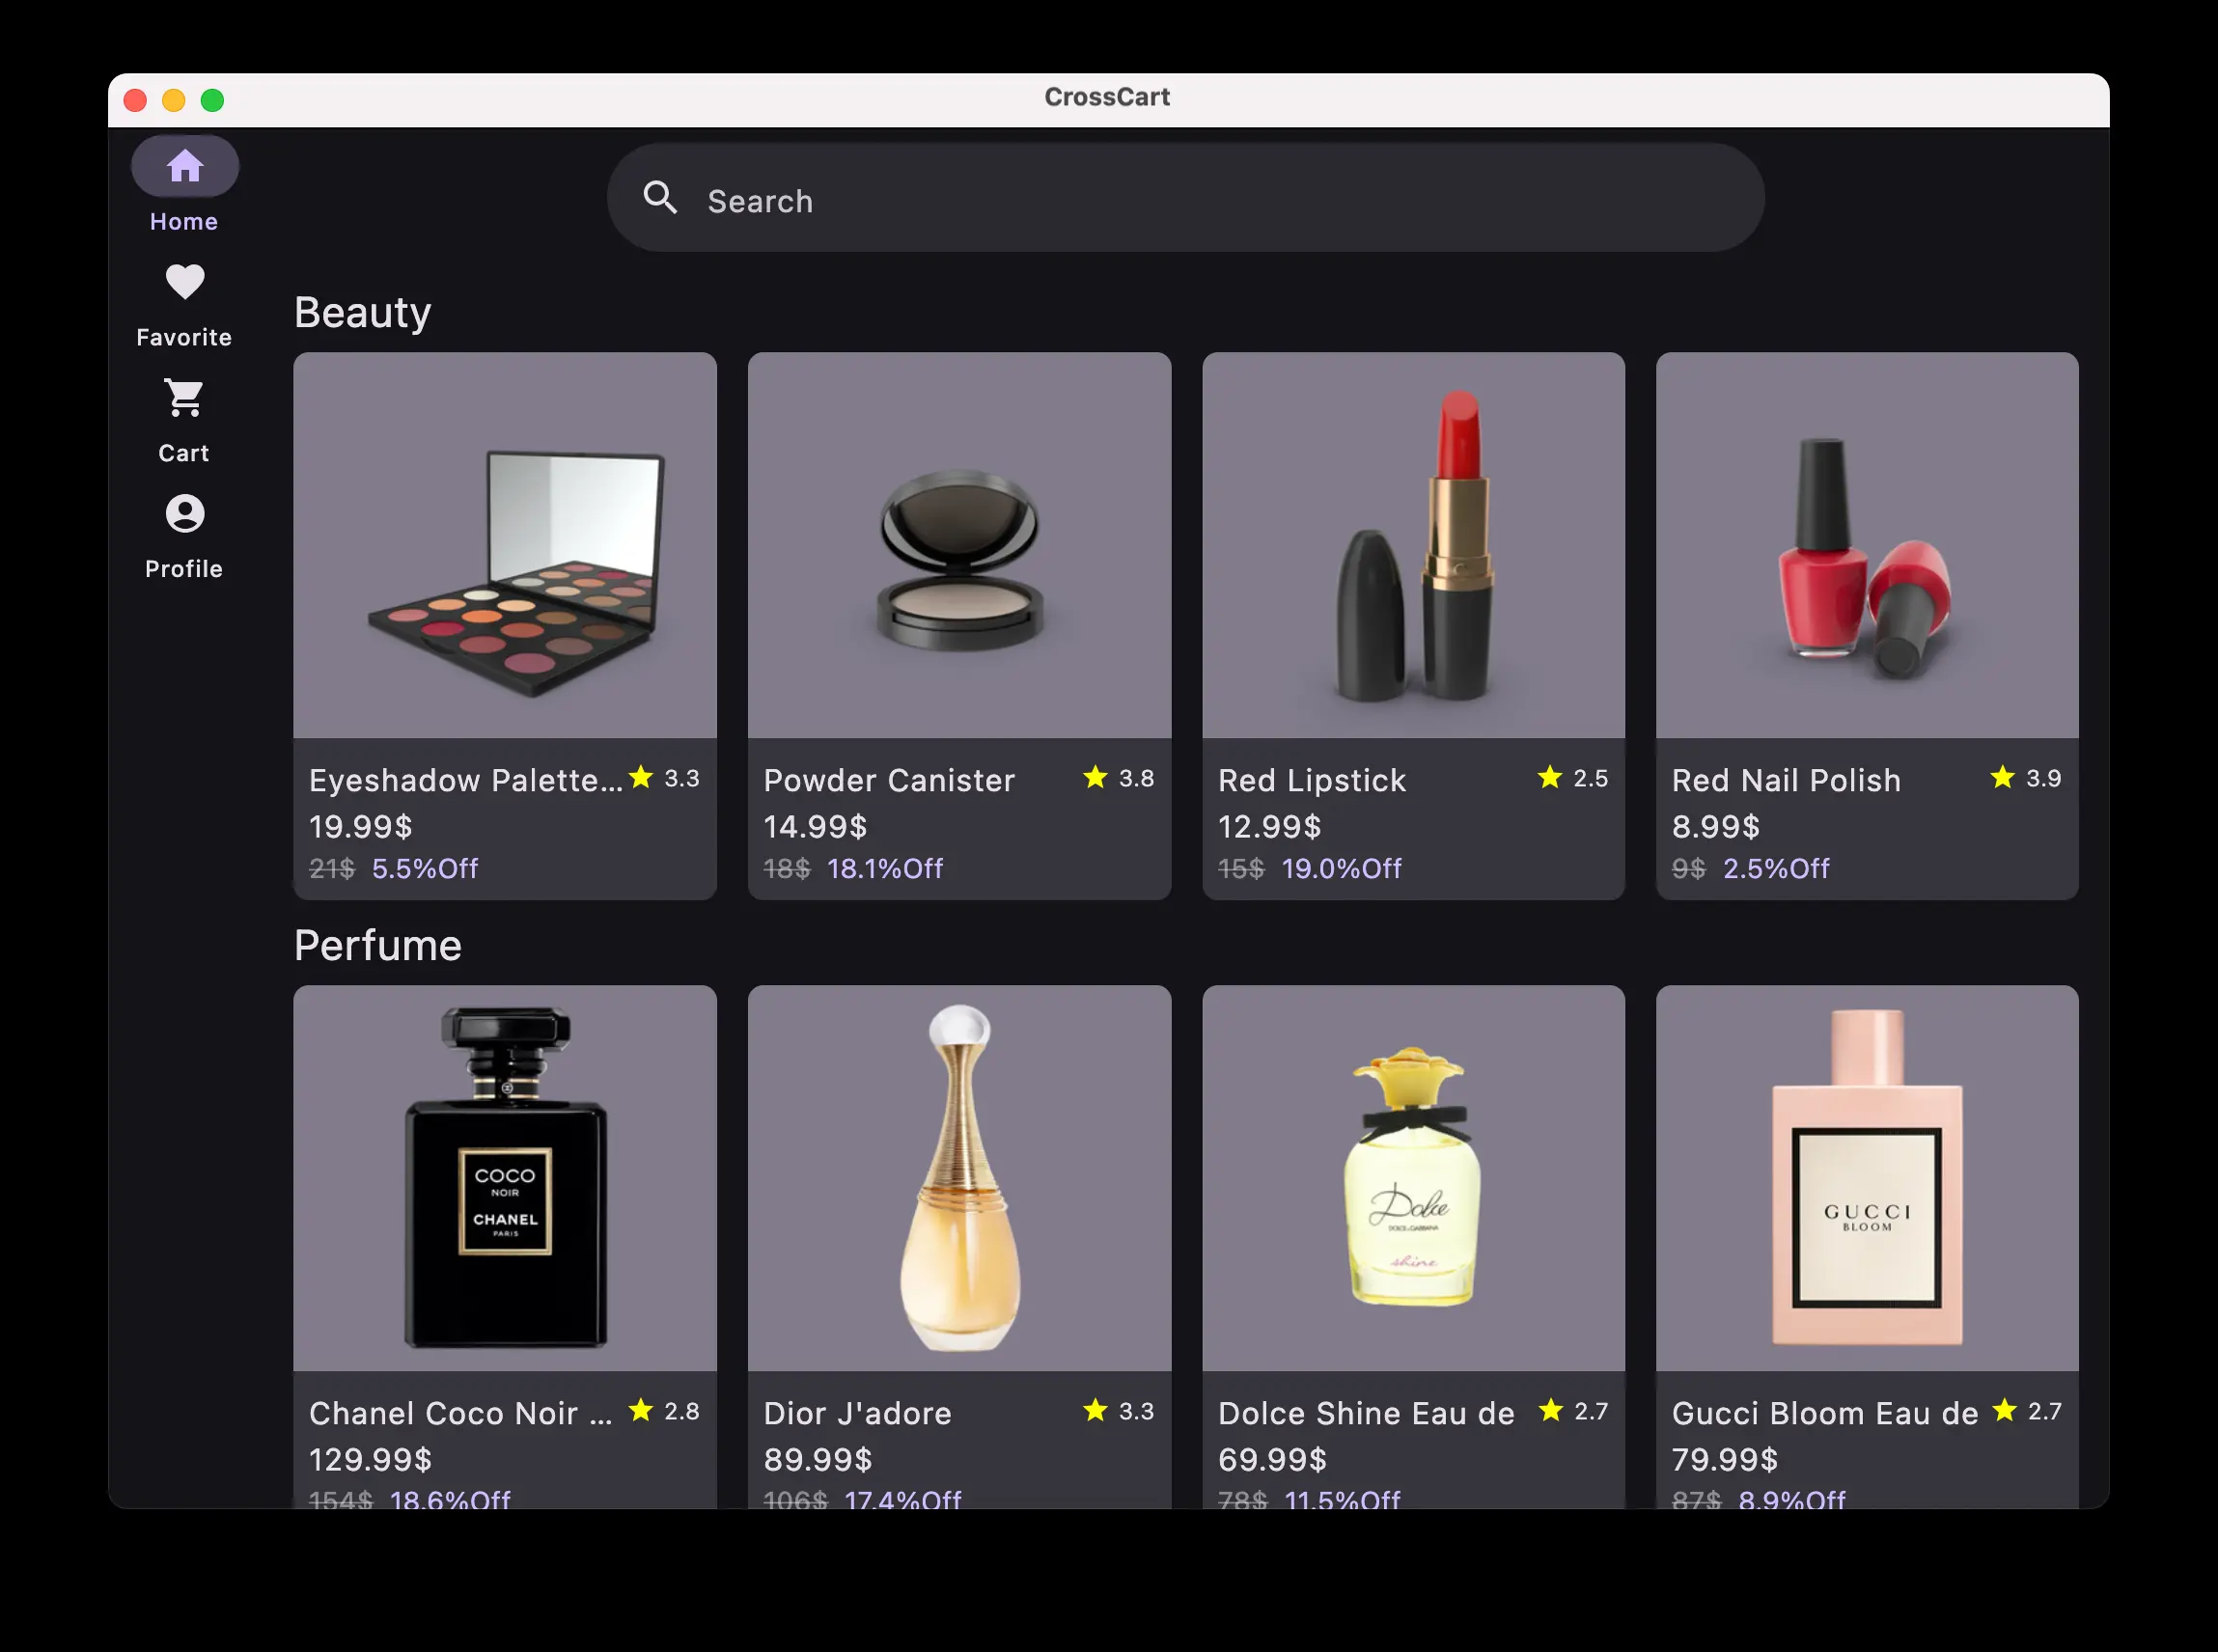 CrossCart
Home
Favorite
Cart
Profile
Search
Beauty
Eyeshadow Palette... 3.3
19.99$
21$ 5.5%Off
Powder Canister 3.8
14.99$
18$ 18.1%Off
Red Lipstick 2.5
12.99$
15$ 19.0%Off
Red Nail Polish 3.9
8.99$
9$ 2.5%Off
Perfume
COCO
NOIR
CHANEL
PARIS
Chanel Coco Noir ... 2.8
129.99$
154$ 18.6%Off
Dior J'adore 3.3
89.99$
106$ 17.4%Off
Dolce
DOLCE & GABBANA
shine
Dolce Shine Eau de 2.7
69.99$
78$ 11.5%Off
GUCCI
BLOOM
Gucci Bloom Eau de 2.7
79.99$
87$ 8.9%Off